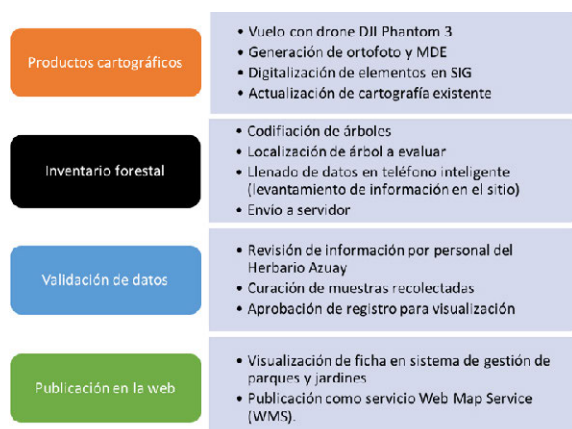 Productos cartográficos
• Vuelo con drone DJI Phantom 3
• Generación de ortofoto y MDE
• Digitalización de elementos en SIG
• Actualización de cartografía existente
Inventario forestal
• Codifiación de árboles
• Localización de árbol a evaluar
• Llenado de datos en teléfono inteligente
(levantamiento de información en el sitio)
• Envío a servidor
Validación de datos
• Revisión de información por personal del
Herbario Azuay
• Curación de muestras recolectadas
• Aprobación de registro para visualización
Publicación en la web
• Visualización de ficha en sistema de gestión de
parques y jardines
• Publicación como servicio Web Map Service
(WMS).